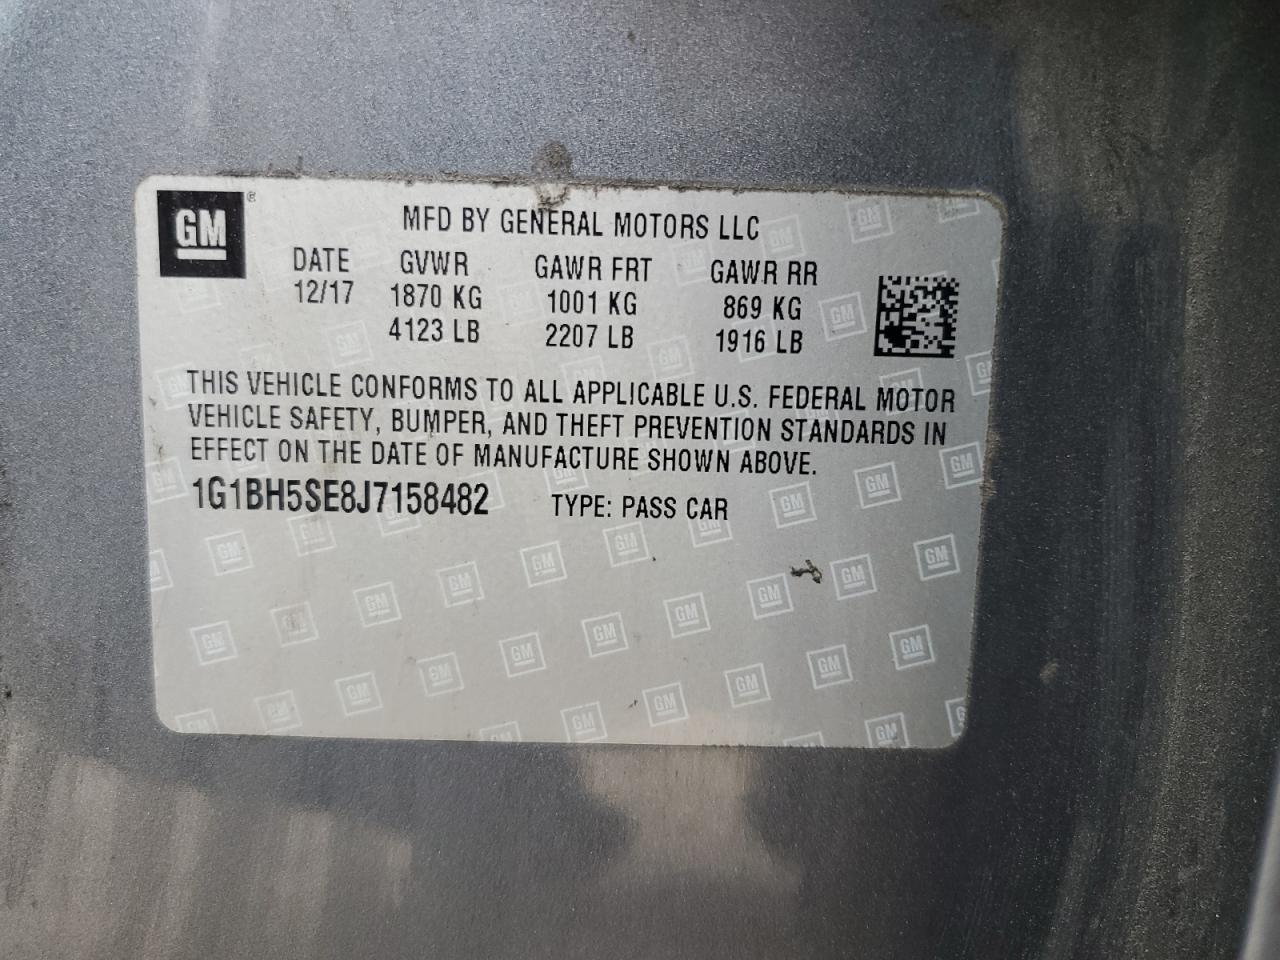 GM ®
MFD BY GENERAL MOTORS LLC
DATE GVWR GAWR FRT GAWR RR
12/17 1870 KG 1001 KG 869 KG
4123 LB 2207 LB 1916 LB
THIS VEHICLE CONFORMS TO ALL APPLICABLE U.S. FEDERAL MOTOR
VEHICLE SAFETY, BUMPER, AND THEFT PREVENTION STANDARDS IN
EFFECT ON THE DATE OF MANUFACTURE SHOWN ABOVE.
1G1BH5SE8J7158482 TYPE: PASS CAR